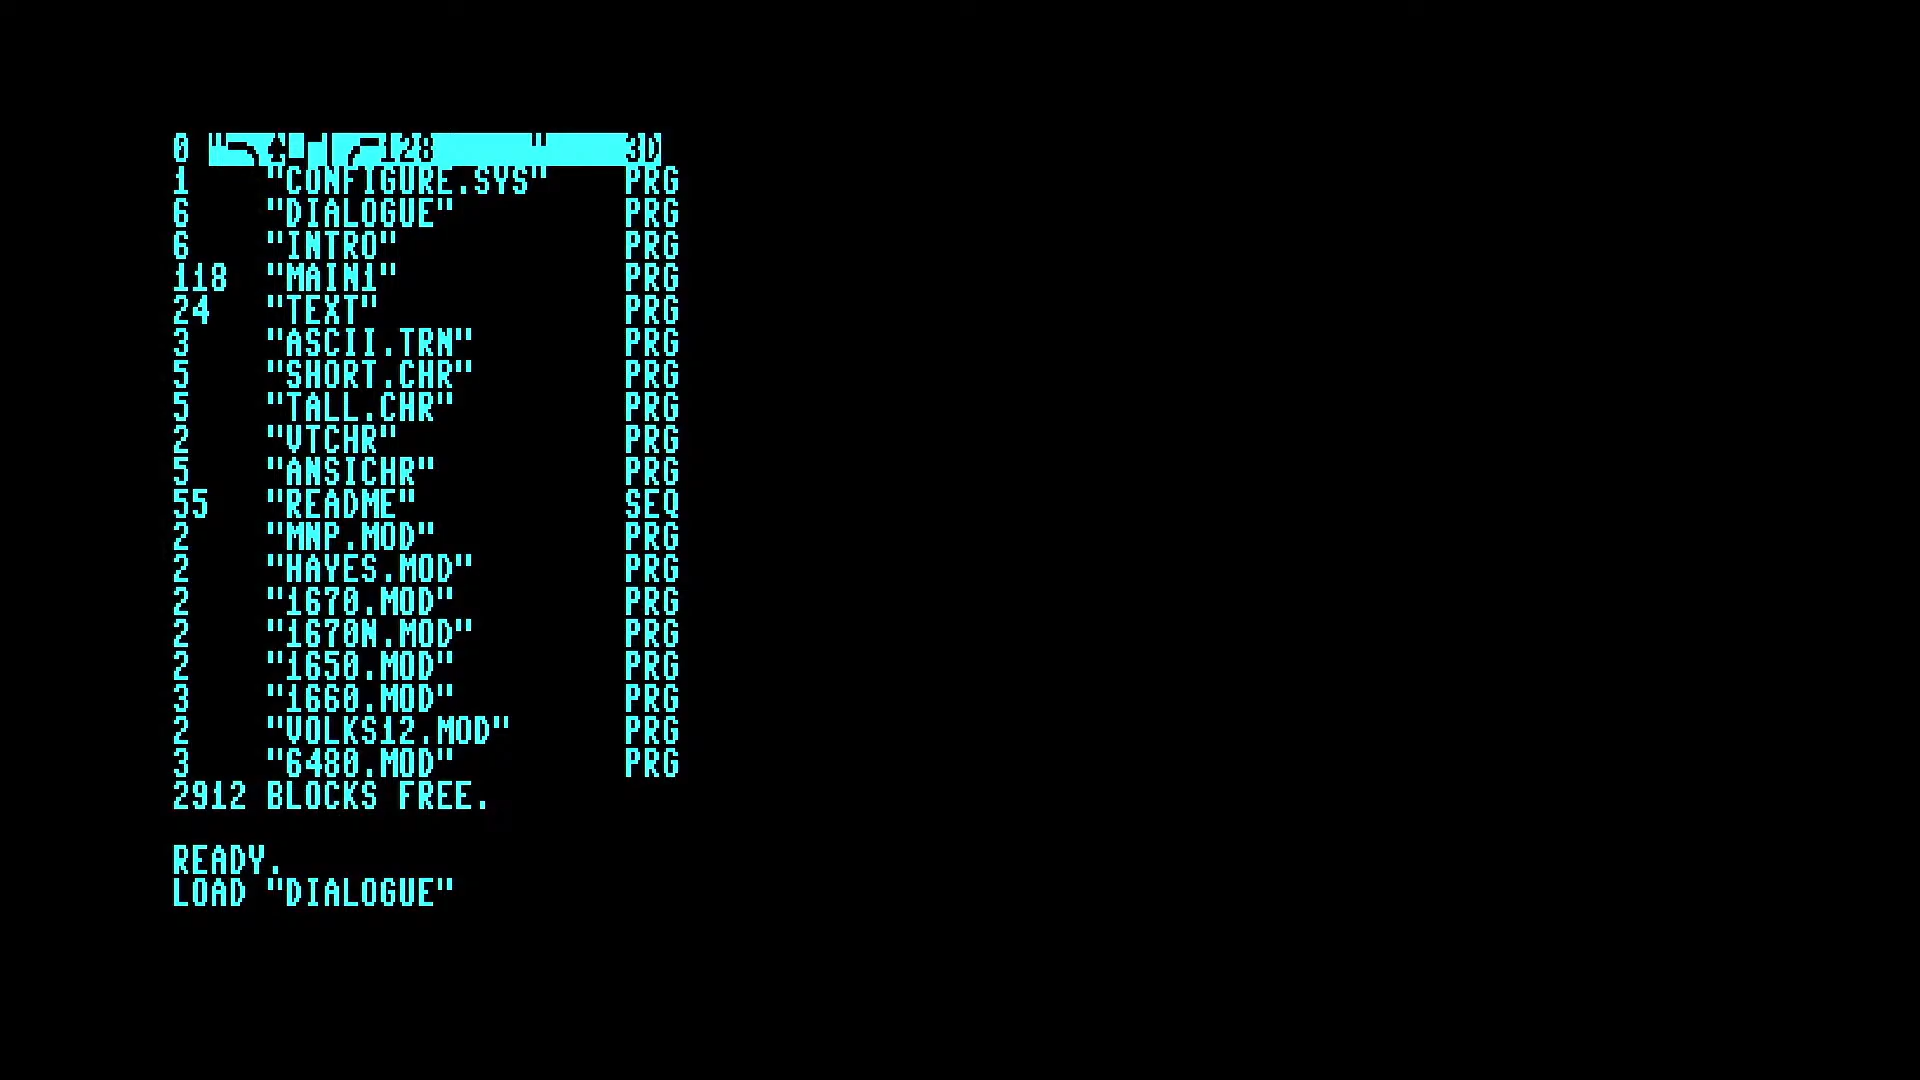 0 " 128 " 3D
1 "CONFIGURE.SYS" PRG
6 "DIALOGUE" PRG
6 "INTRO" PRG
118 "MAIN1" PRG
24 "TEXT" PRG
3 "ASCII.TRN" PRG
5 "SHORT.CHR" PRG
5 "TALL.CHR" PRG
2 "VTCHR" PRG
5 "ANSICHR" PRG
55 "README" SEQ
2 "MNP.MOD" PRG
2 "HAYES.MOD" PRG
2 "1670.MOD" PRG
2 "1670N.MOD" PRG
2 "1650.MOD" PRG
3 "1660.MOD" PRG
2 "VOLKS12.MOD" PRG
3 "6480.MOD" PRG
2912 BLOCKS FREE.
READY.
LOAD "DIALOGUE"